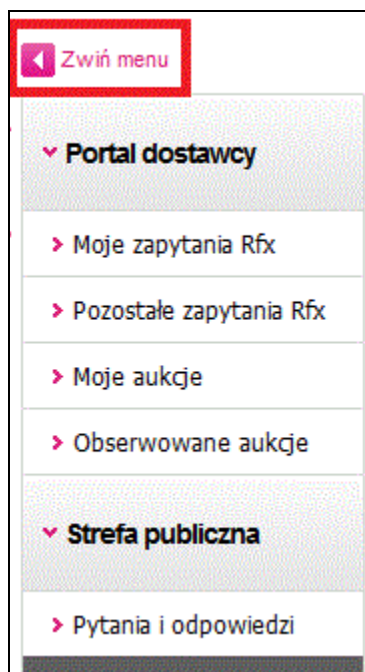 Zwiń menu
Portal dostawcy
Moje zapytania Rfx
Pozostałe zapytania Rfx
Moje aukcje
Obserwowane aukcje
Strefa publiczna
Pytania i odpowiedzi